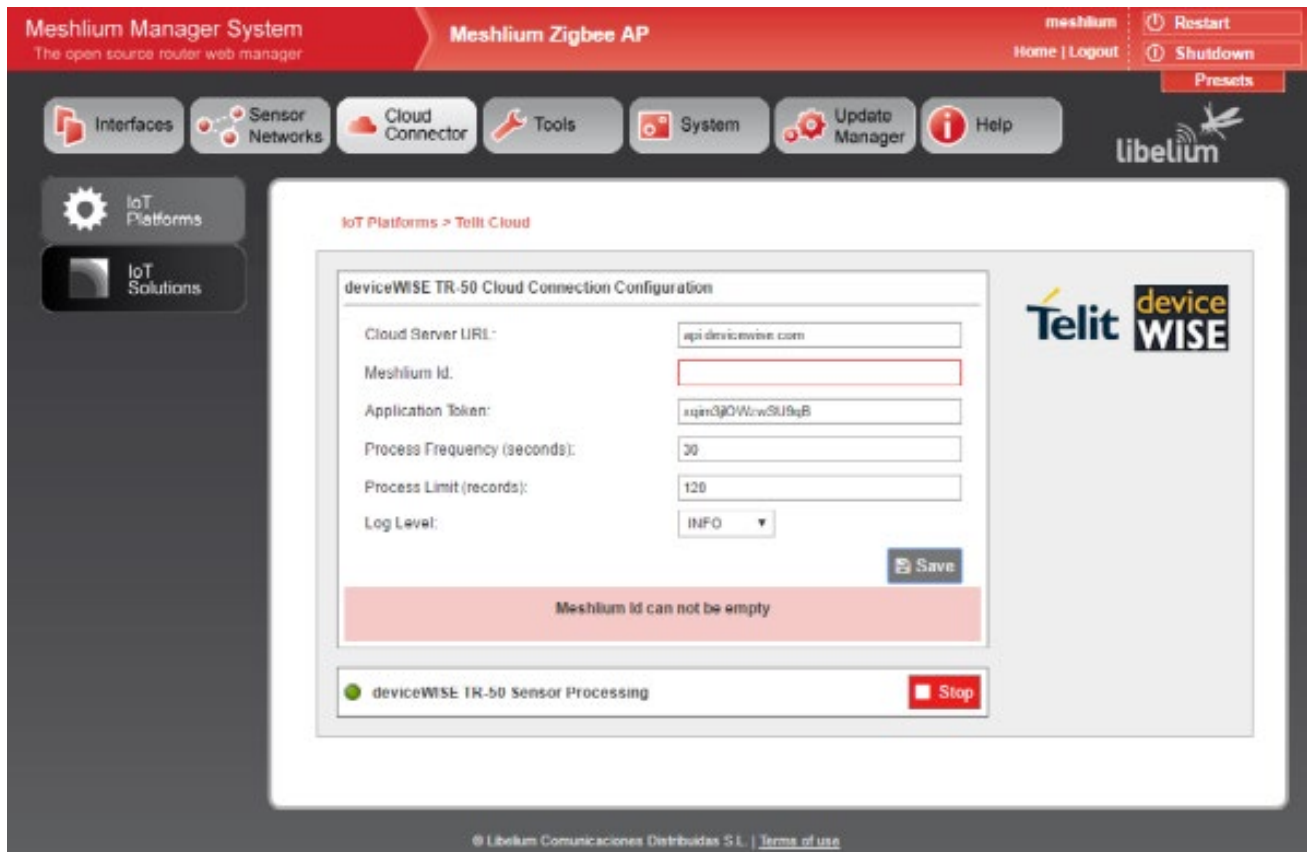 Meshlium Manager System
The open source router web manager
Meshlium Zigbee AP
meshlium
Home | Logout
Restart
Shutdown
Presets
Interfaces
Sensor
Networks
Cloud
Connector
Tools
System
Update
Manager
Help
libelium
IoT
Platforms
IoT
Solutions
IoT Platforms > Telit Cloud
deviceWISE TR-50 Cloud Connection Configuration
Cloud Server URL: api.devicewise.com
Meshlium Id:
Application Token:
Process Frequency (seconds): 30
Process Limit (records): 120
Log Level: INFO
Save
Meshlium Id can not be empty
deviceWISE TR-50 Sensor Processing
Stop
Telit
device
WISE
© Libelium Comunicaciones Distribuidas S.L. | Terms of use